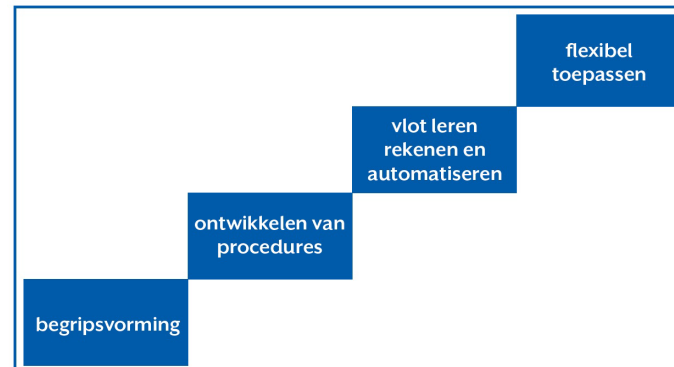 flexibel
toepassen
vlot leren
rekenen en
automatiseren
ontwikkelen van
procedures
begripsvorming